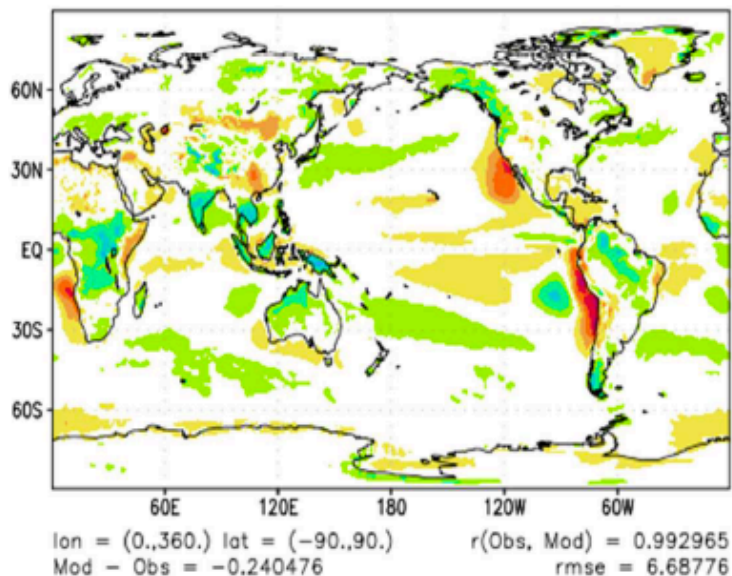 60N
30N
EQ
30S
60S
60E 120E 180 120W 60W
lon = (0.,360.) lat = (-90.,90.) r(Obs, Mod) = 0.992965
Mod - Obs = -0.240476 rmse = 6.68776